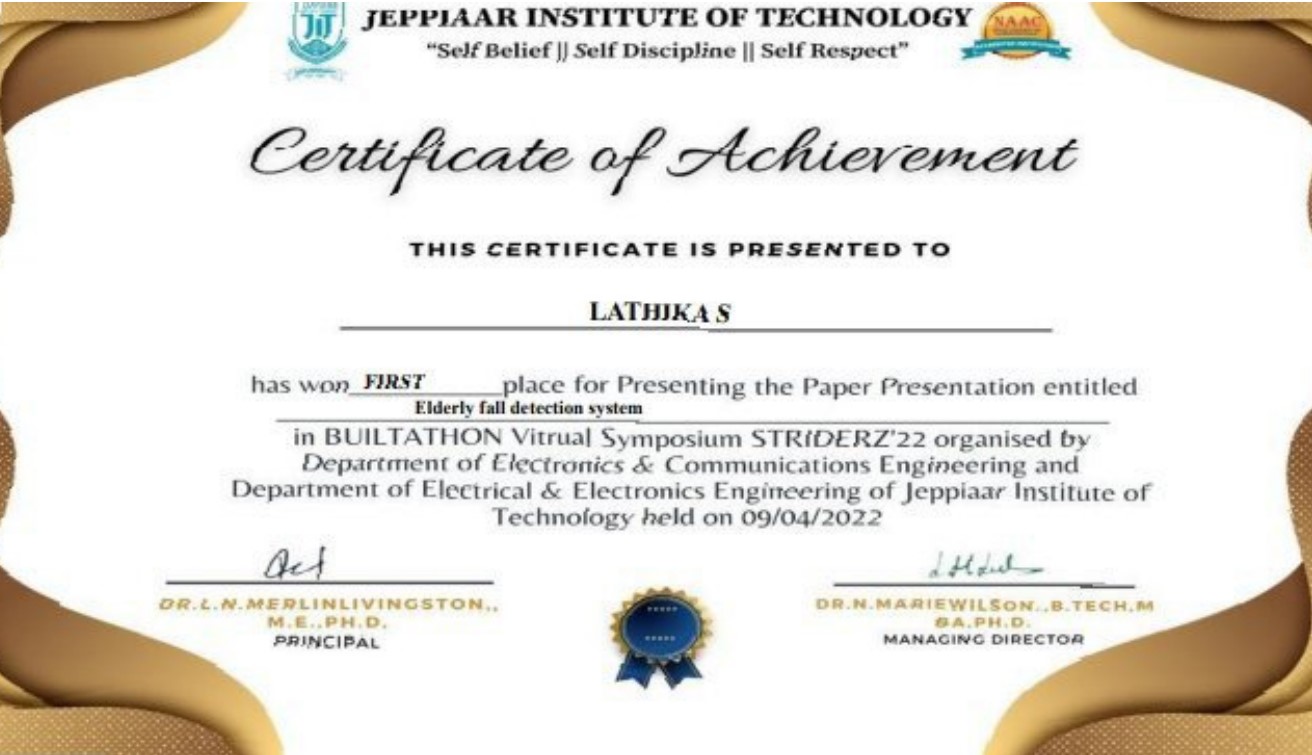 JEPPIAAR INSTITUTE OF TECHNOLOGY
“Self Belief || Self Discipline || Self Respect”
NAAC
Certificate of Achievement
THIS CERTIFICATE IS PRESENTED TO
LATHIKA S
has won FIRST place for Presenting the Paper Presentation entitled
Elderly fall detection system
in BUILTATHON Vitrual Symposium STRiDERZ'22 organised by
Department of Electronics & Communications Engineering and
Department of Electrical & Electronics Engineering of Jeppiaar Institute of
Technology held on 09/04/2022
DR.L.N.MERLINLIVINGSTON.,
M.E.,PH.D.
PRINCIPAL
DR.N.MARIEWILSON.,B.TECH,M
BA.PH.D.
MANAGING DIRECTOR